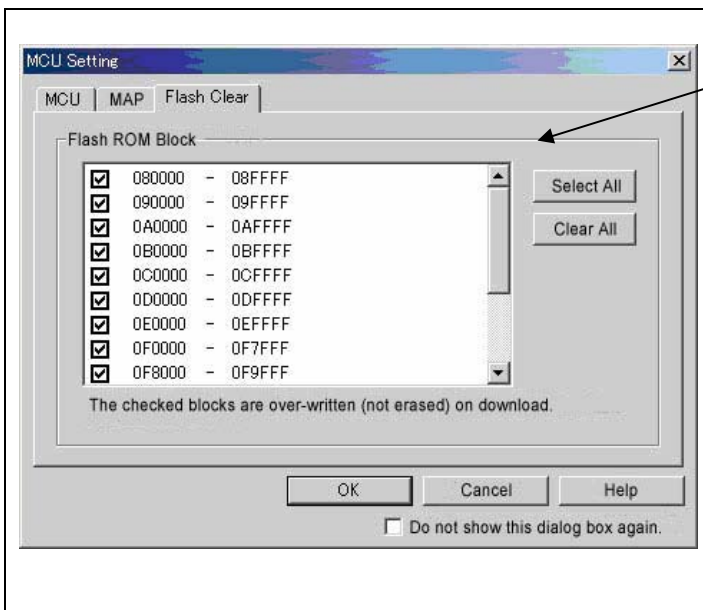 MCU Setting
MCU MAP Flash Clear
Flash ROM Block
080000 - 08FFFF
090000 - 09FFFF
0A0000 - 0AFFFF
0B0000 - 0BFFFF
0C0000 - 0CFFFF
0D0000 - 0DFFFF
0E0000 - 0EFFFF
0F0000 - 0F7FFF
0F8000 - 0F9FFF
Select All
Clear All
The checked blocks are over-written (not erased) on download.
OK Cancel Help
Do not show this dialog box again.